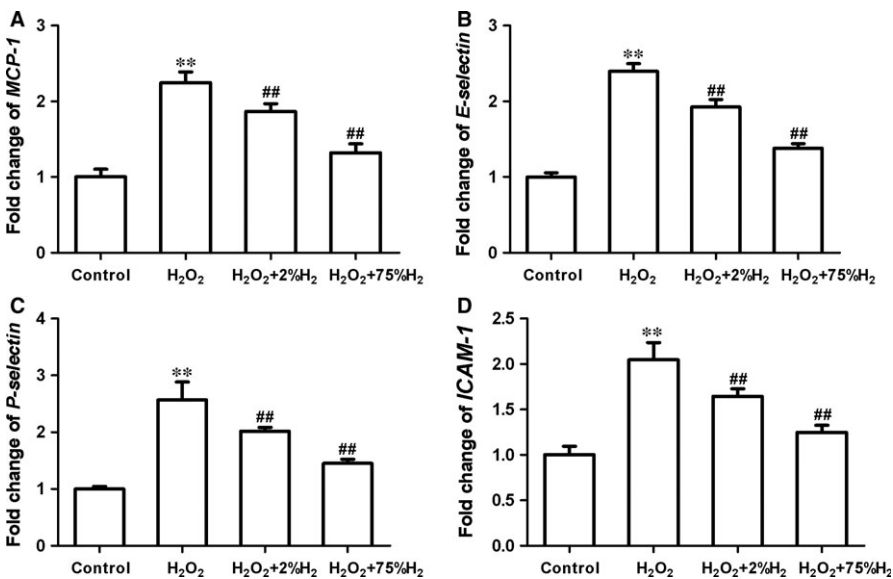 A
Fold change of MCP-1
3
2
1
0
**
##
##
Control H₂O₂ H₂O₂+2%H₂ H₂O₂+75%H₂
B
Fold change of E-selectin
3
2
1
0
**
##
##
Control H₂O₂ H₂O₂+2%H₂ H₂O₂+75%H₂
C
Fold change of P-selectin
4
3
2
1
0
**
##
##
Control H₂O₂ H₂O₂+2%H₂ H₂O₂+75%H₂
D
Fold change of ICAM-1
2.5
2.0
1.5
1.0
0.5
0.0
**
##
##
Control H₂O₂ H₂O₂+2%H₂ H₂O₂+75%H₂